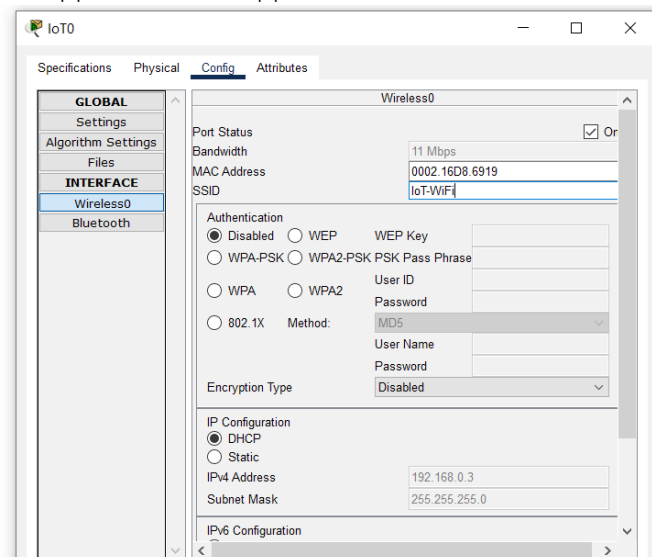 IoT0
Specifications Physical Config Attributes
GLOBAL
Settings
Algorithm Settings
Files
INTERFACE
Wireless0
Bluetooth
Wireless0
Port Status On
Bandwidth 11 Mbps
MAC Address 0002.16D8.6919
SSID IoT-WiFi
Authentication
Disabled WEP WEP Key
WPA-PSK WPA2-PSK PSK Pass Phrase
User ID
WPA WPA2
Password
802.1X Method: MD5
User Name
Password
Encryption Type Disabled
IP Configuration
DHCP
Static
IPv4 Address 192.168.0.3
Subnet Mask 255.255.255.0
IPv6 Configuration